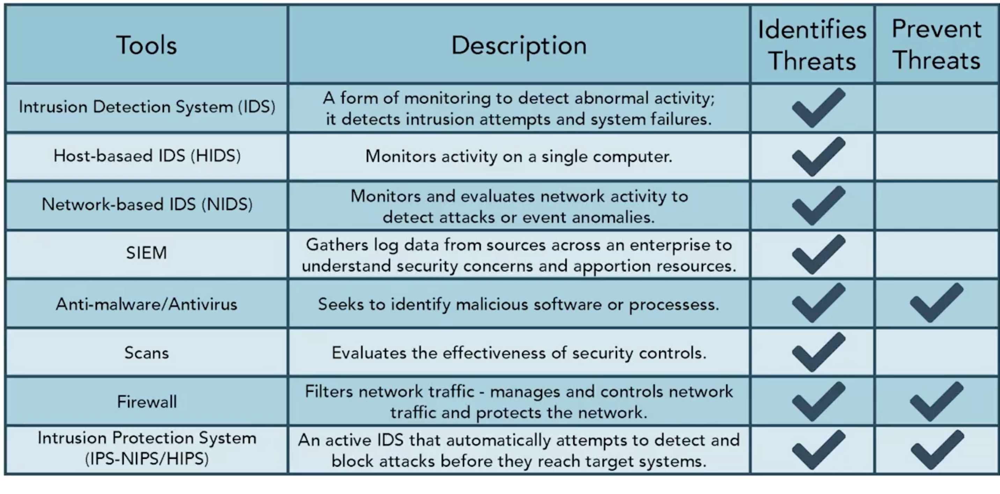 Tools
Description
Identifies
Threats
Prevent
Threats
Intrusion Detection System (IDS)
A form of monitoring to detect abnormal activity;
it detects intrusion attempts and system failures.
Host-basaed IDS (HIDS)
Monitors activity on a single computer.
Network-based IDS (NIDS)
Monitors and evaluates network activity to
detect attacks or event anomalies.
SIEM
Gathers log data from sources across an enterprise to
understand security concerns and apportion resources.
Anti-malware/Antivirus
Seeks to identify malicious software or processess.
Scans
Evaluates the effectiveness of security controls.
Firewall
Filters network traffic - manages and controls network
traffic and protects the network.
Intrusion Protection System
(IPS-NIPS/HIPS)
An active IDS that automatically attempts to detect and
block attacks before they reach target systems.